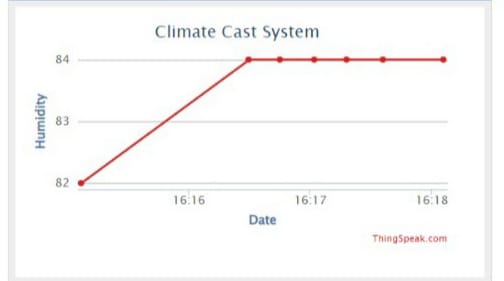 Climate Cast System
84
83
82
Humidity
16:16 16:17 16:18
Date
ThingSpeak.com